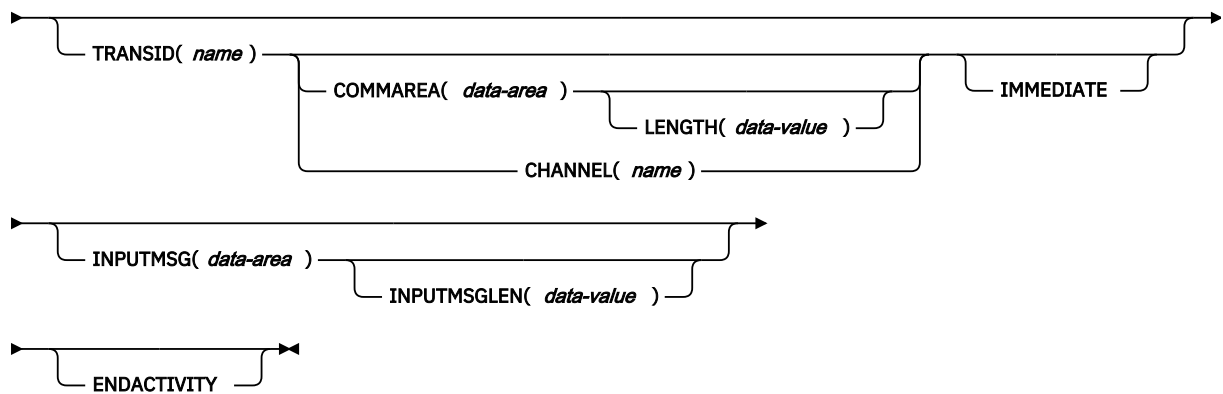 TRANSID( name )
COMMAREA( data-area )
IMMEDIATE
LENGTH( data-value )
CHANNEL( name )
INPUTMSG( data-area )
INPUTMSGLEN( data-value )
ENDACTIVITY